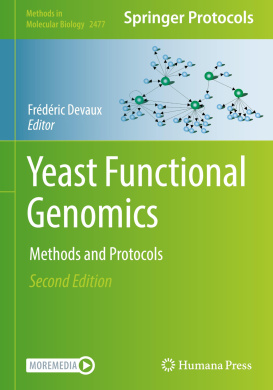 Methods in
Molecular Biology 2477
Springer Protocols
Frédéric Devaux
Editor
Yeast Functional
Genomics
Methods and Protocols
Second Edition
MOREMEDIA
Humana Press